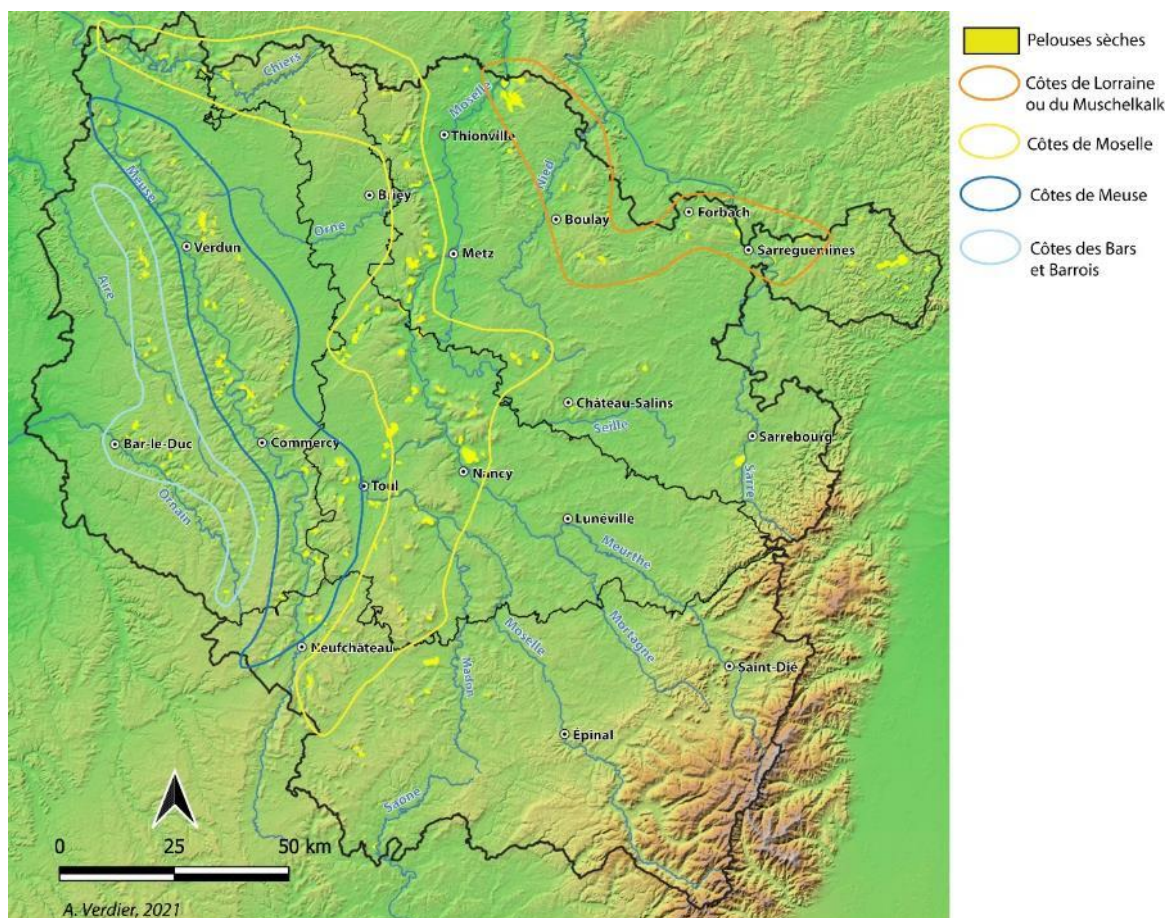 Chiers
Moselle
Thionville
Meuse
Nied
Briey
Orne
Boulay
Forbach
Verdun
Metz
Sarreguemines
Aire
Château-Salins
Seille
Bar-le-Duc
Commercy
Sarrebourg
Nancy
Toul
Sarre
Ornain
Lunéville
Meurthe
Neufchâteau
Moselle
Mortagne
Madon
Saint-Dié
Épinal
Saône
0 25 50 km
A. Verdier, 2021
Pelouses sèches
Côtes de Lorraine
ou du Muschelkalk
Côtes de Moselle
Côtes de Meuse
Côtes des Bars
et Barrois